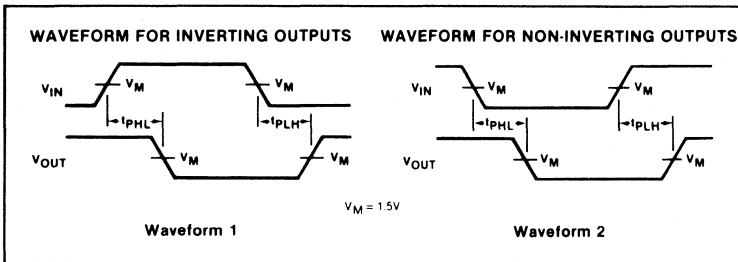 WAVEFORM FOR INVERTING OUTPUTS
VIN
VM
VM
tPHL
tPLH
VOUT
VM
VM
Waveform 1
WAVEFORM FOR NON-INVERTING OUTPUTS
VIN
VM
VM
tPHL
tPLH
VOUT
VM
VM
Waveform 2
VM = 1.5V